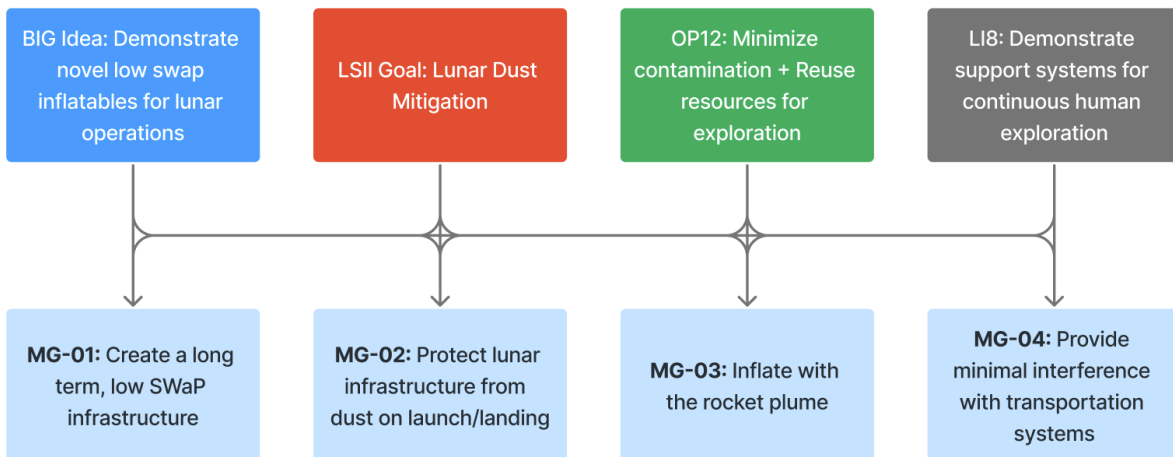 BIG Idea: Demonstrate
novel low swap
inflatables for lunar
operations
LSII Goal: Lunar Dust
Mitigation
OP12: Minimize
contamination + Reuse
resources for
exploration
LI8: Demonstrate
support systems for
continuous human
exploration
MG-01: Create a long
term, low SWaP
infrastructure
MG-02: Protect lunar
infrastructure from
dust on launch/landing
MG-03: Inflate with
the rocket plume
MG-04: Provide
minimal interference
with transportation
systems